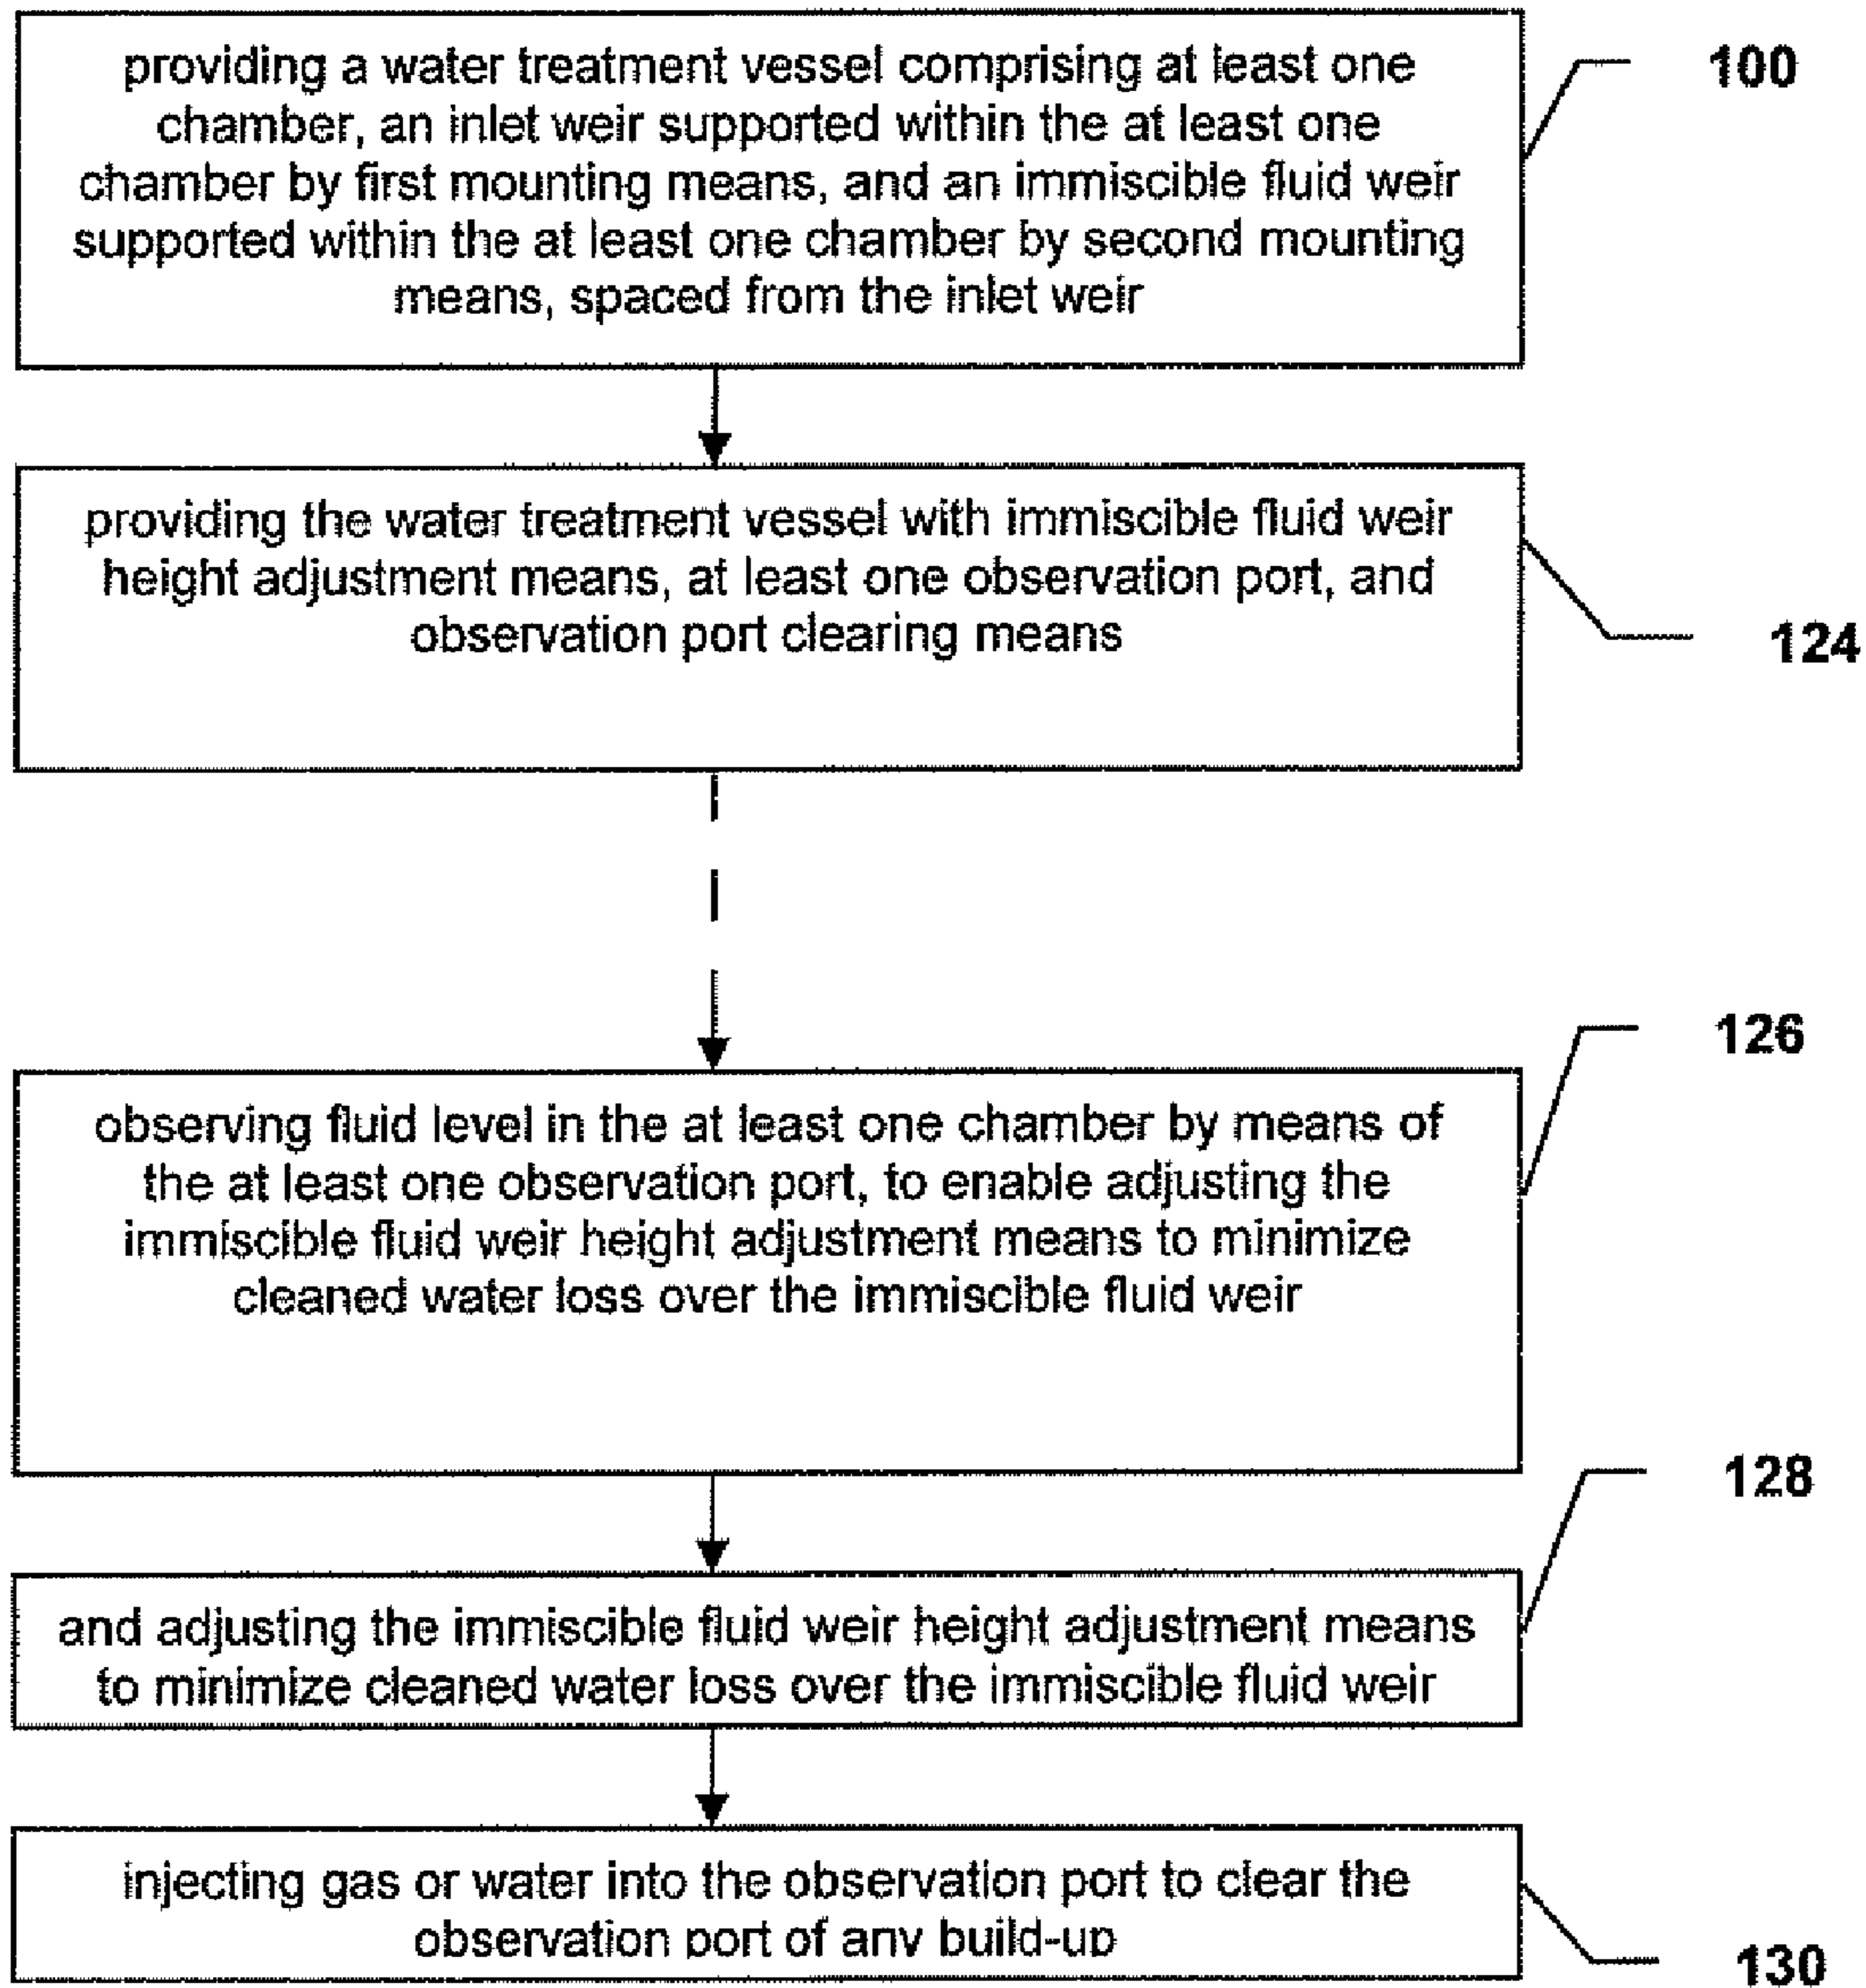 providing a water treatment vessel comprising at least one
chamber, an inlet weir supported within the at least one
chamber by first mounting means, and an immiscible fluid weir
supported within the at least one chamber by second mounting
means, spaced from the inlet weir
100
providing the water treatment vessel with immiscible fluid weir
height adjustment means, at least one observation port, and
observation port clearing means
124
observing fluid level in the at least one chamber by means of
the at least one observation port, to enable adjusting the
immiscible fluid weir height adjustment means to minimize
cleaned water loss over the immiscible fluid weir
126
and adjusting the immiscible fluid weir height adjustment means
to minimize cleaned water loss over the immiscible fluid weir
128
injecting gas or water into the observation port to clear the
observation port of any build-up
130